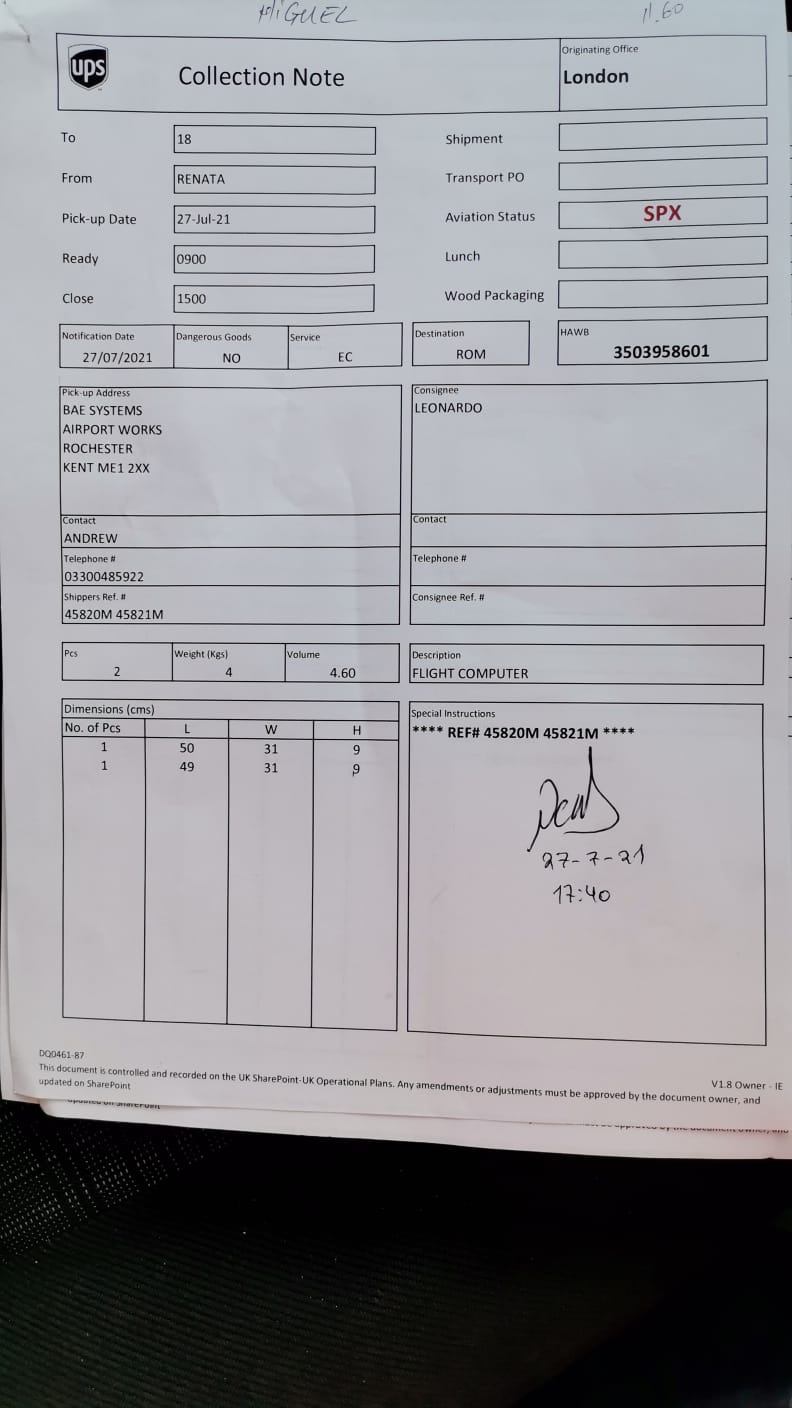 MIGUEL 11.60
ups Collection Note
Originating Office
London
To 18
From RENATA
Pick-up Date 27-Jul-21
Ready 0900
Close 1500
Shipment
Transport PO
Aviation Status SPX
Lunch
Wood Packaging
Notification Date 27/07/2021
Dangerous Goods NO
Service EC
Destination ROM
HAWB 3503958601
Pick-up Address
BAE SYSTEMS
AIRPORT WORKS
ROCHESTER
KENT ME1 2XX
Contact
ANDREW
Telephone #
03300485922
Shippers Ref. #
45820M 45821M
Consignee
LEONARDO
Contact
Telephone #
Consignee Ref. #
Pcs 2
Weight (Kgs) 4
Volume 4.60
Description
FLIGHT COMPUTER
Dimensions (cms)
No. of Pcs L W H
1 50 31 9
1 49 31 9
Special Instructions
**** REF# 45820M 45821M ****
27-7-21
17:40
DQ0461-87
This document is controlled and recorded on the UK SharePoint-UK Operational Plans. Any amendments or adjustments must be approved by the document owner, and
updated on SharePoint
V1.8 Owner - IE
updated on SharePoint